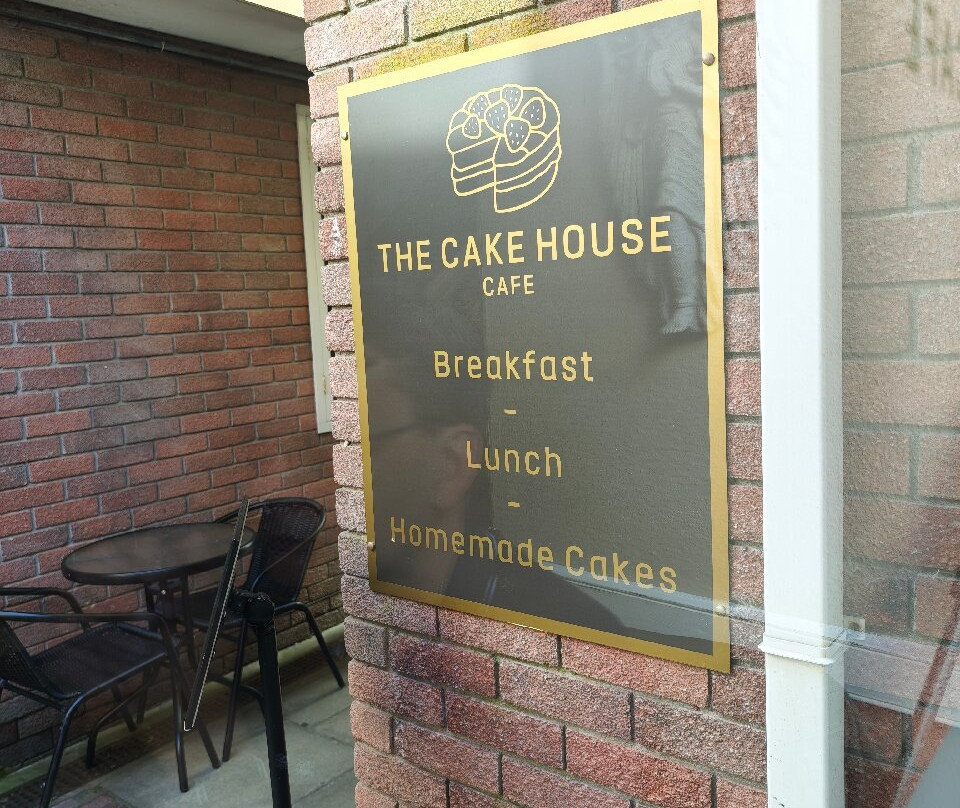 THE CAKE HOUSE
CAFE
Breakfast
-
Lunch
-
Homemade Cakes